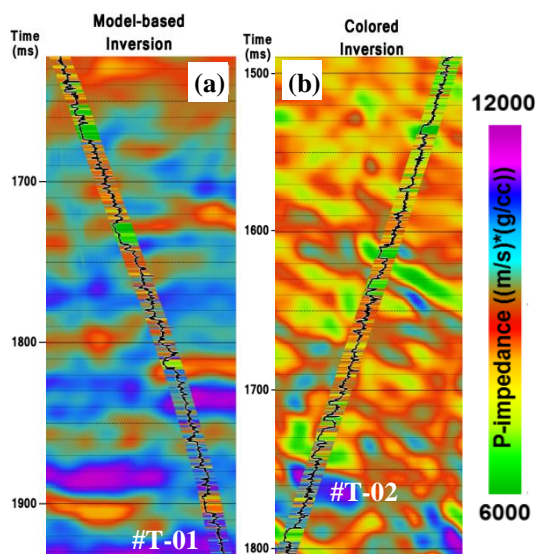 Time
(ms)
Model-based
Inversion
Colored
Inversion
Time
(ms)
(a)
(b)
1700
1800
1900
1500
1600
1700
1800
#T-01
#T-02
12000
P-impedance ((m/s)*(g/cc))
6000